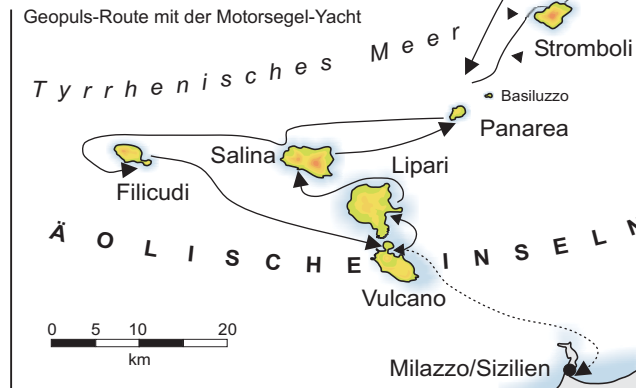 Geopuls-Route mit der Motorsegel-Yacht
Stromboli
Tyrrhenisches Meer
Basiluzzo
Panarea
Salina
Lipari
Filicudi
ÄOLISCHE INSELN
Vulcano
0 5 10 20
km
Milazzo/Sizilien